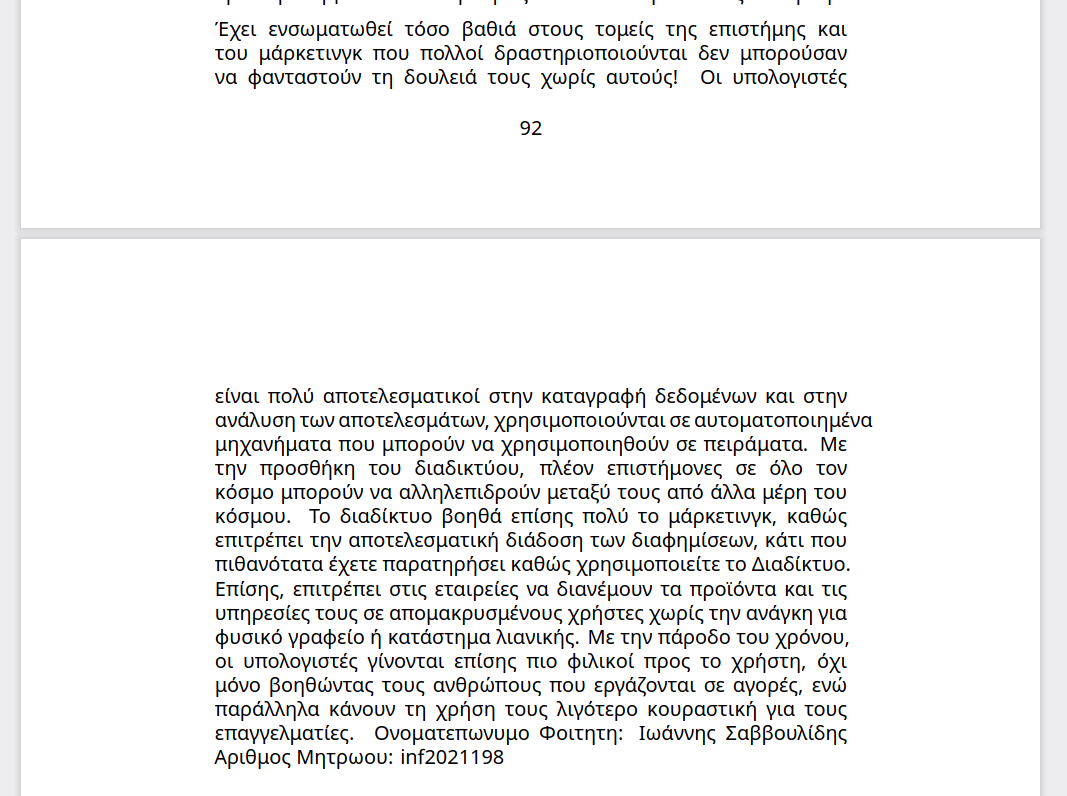 Έχει ενσωματωθεί τόσο βαθιά στους τομείς της επιστήμης και
του μάρκετινγκ που πολλοί δραστηριοποιούνται δεν μπορούσαν
να φανταστούν τη δουλειά τους χωρίς αυτούς! Οι υπολογιστές
92
είναι πολύ αποτελεσματικοί στην καταγραφή δεδομένων και στην
ανάλυση των αποτελεσμάτων, χρησιμοποιούνται σε αυτοματοποιημένα
μηχανήματα που μπορούν να χρησιμοποιηθούν σε πειράματα. Με
την προσθήκη του διαδικτύου, πλέον επιστήμονες σε όλο τον
κόσμο μπορούν να αλληλεπιδρούν μεταξύ τους από άλλα μέρη του
κόσμου. Το διαδίκτυο βοηθά επίσης πολύ το μάρκετινγκ, καθώς
επιτρέπει την αποτελεσματική διάδοση των διαφημίσεων, κάτι που
πιθανότατα έχετε παρατηρήσει καθώς χρησιμοποιείτε το Διαδίκτυο.
Επίσης, επιτρέπει στις εταιρείες να διανέμουν τα προϊόντα και τις
υπηρεσίες τους σε απομακρυσμένους χρήστες χωρίς την ανάγκη για
φυσικό γραφείο ή κατάστημα λιανικής. Με την πάροδο του χρόνου,
οι υπολογιστές γίνονται επίσης πιο φιλικοί προς το χρήστη, όχι
μόνο βοηθώντας τους ανθρώπους που εργάζονται σε αγορές, ενώ
παράλληλα κάνουν τη χρήση τους λιγότερο κουραστική για τους
επαγγελματίες. Ονοματεπωνυμο Φοιτητη: Ιωάννης Σαββουλίδης
Αριθμος Μητρωου: inf2021198